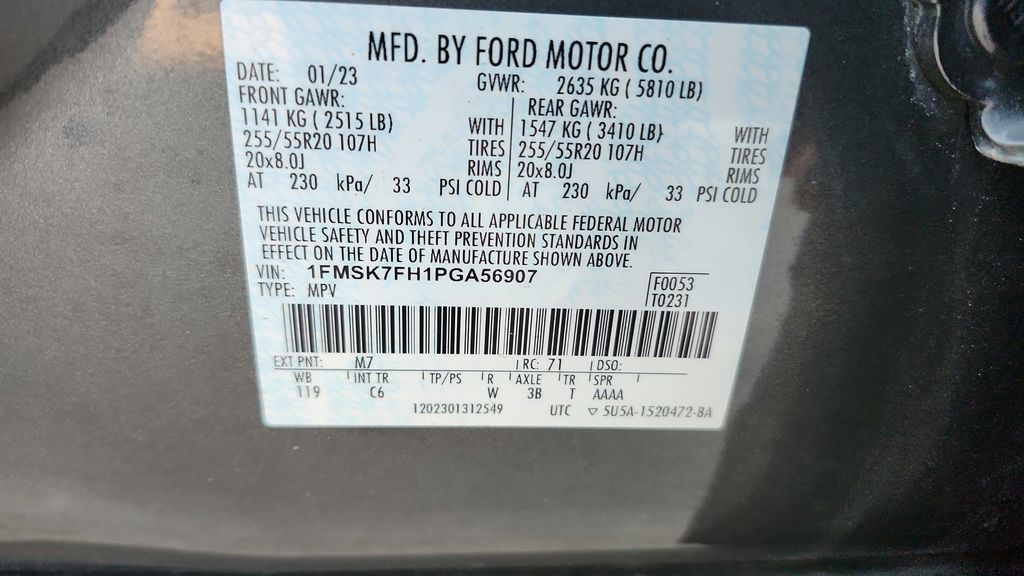 MFD. BY FORD MOTOR CO.
DATE: 01/23 GVWR: 2635 KG ( 5810 LB)
FRONT GAWR: REAR GAWR:
1141 KG ( 2515 LB) WITH 1547 KG ( 3410 LB) WITH
255/55R20 107H TIRES 255/55R20 107H TIRES
20x8.0J RIMS 20x8.0J RIMS
AT 230 kPa/ 33 PSI COLD AT 230 kPa/ 33 PSI COLD
THIS VEHICLE CONFORMS TO ALL APPLICABLE FEDERAL MOTOR
VEHICLE SAFETY AND THEFT PREVENTION STANDARDS IN
EFFECT ON THE DATE OF MANUFACTURE SHOWN ABOVE.
VIN: 1FMSK7FH1PGA56907
TYPE: MPV
F0053
T0231
EXT PNT: M7 RC: 71 DSO:
WB INT TR TP/PS R AXLE TR SPR
119 C6 W 3B T AAAA
1202301312549 UTC ▽ 5U5A-1520472-BA